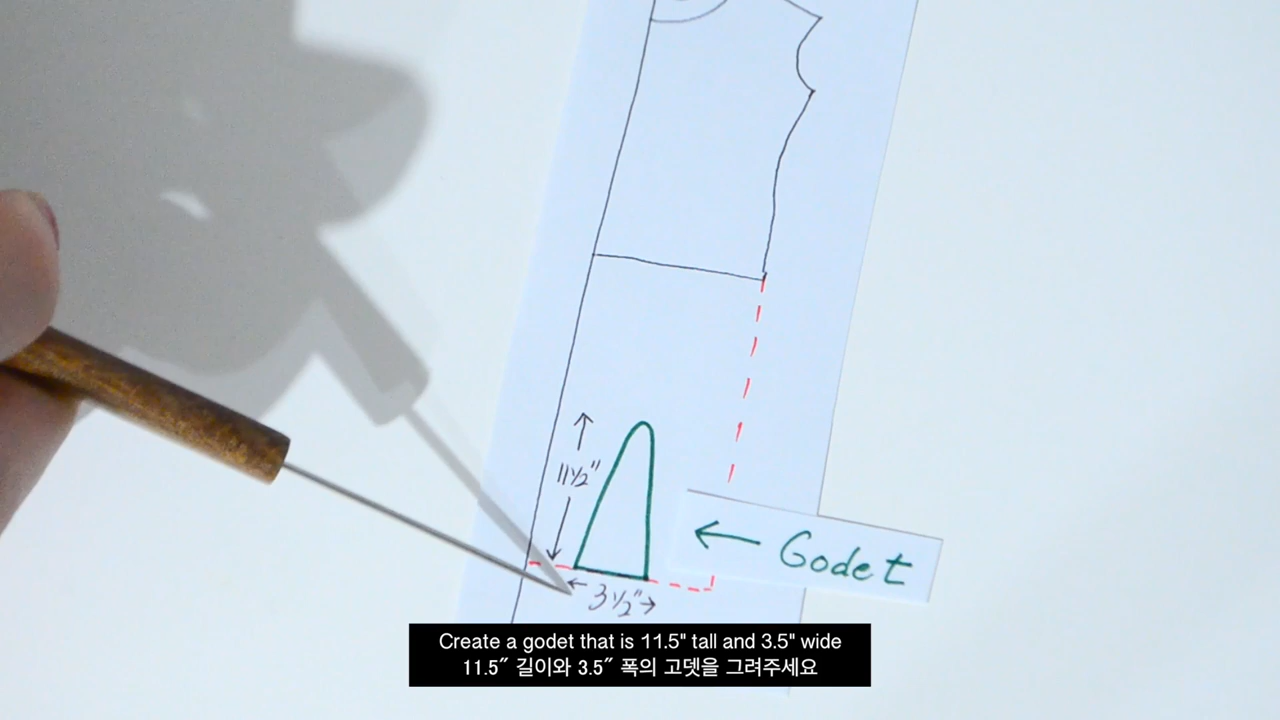 11½"
← Godet
← 3½" →
Create a godet that is 11.5" tall and 3.5" wide
11.5″ 길이와 3.5″ 폭의 고뎃을 그려주세요